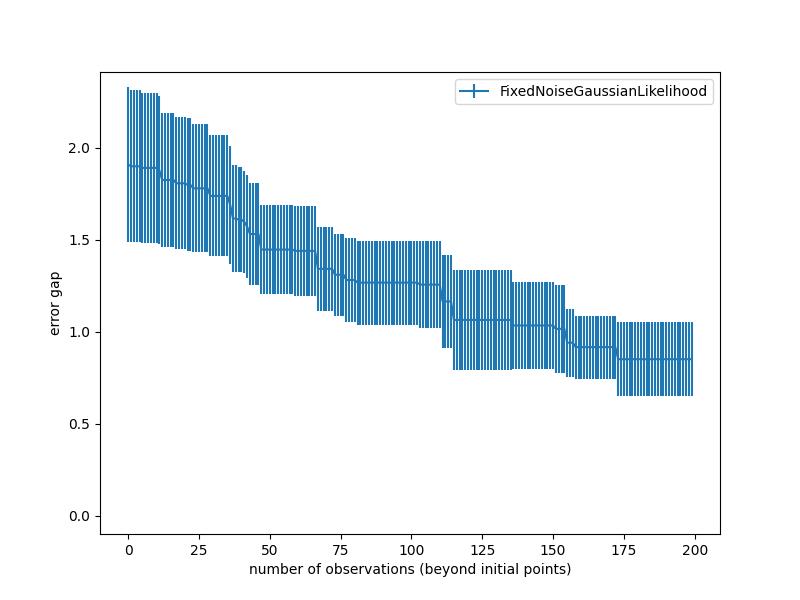 FixedNoiseGaussianLikelihood
2.0
1.5
1.0
0.5
0.0
error gap
0 25 50 75 100 125 150 175 200
number of observations (beyond initial points)